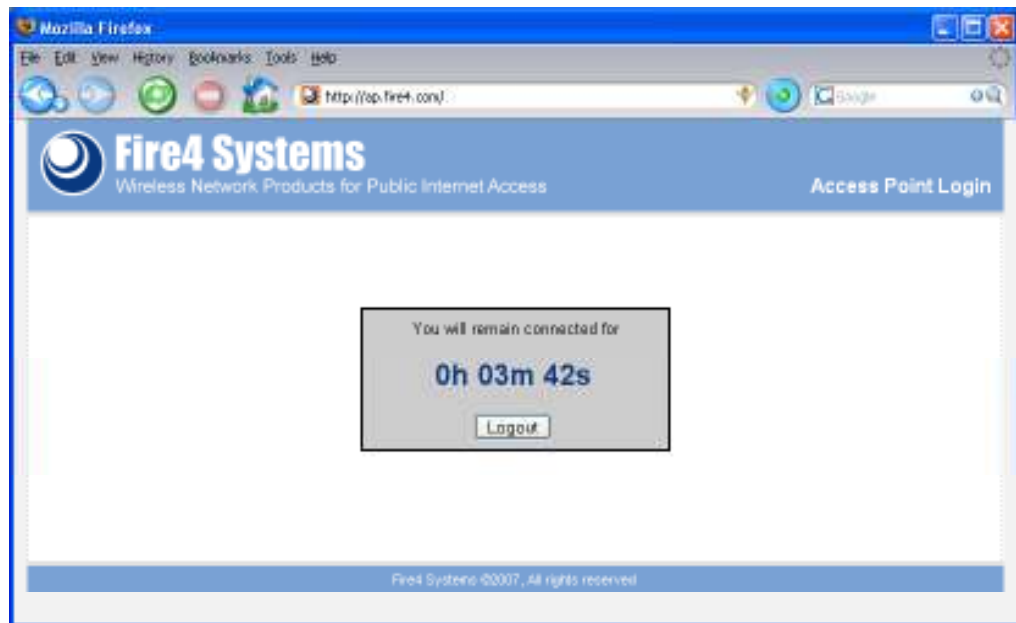 Mozilla Firefox
File Edit View History Bookmarks Tools Help
http://ap.fire4.com/
Google
Fire4 Systems
Wireless Network Products for Public Internet Access
Access Point Login
You will remain connected for
0h 03m 42s
Logout
Fire4 Systems ©2007, All rights reserved